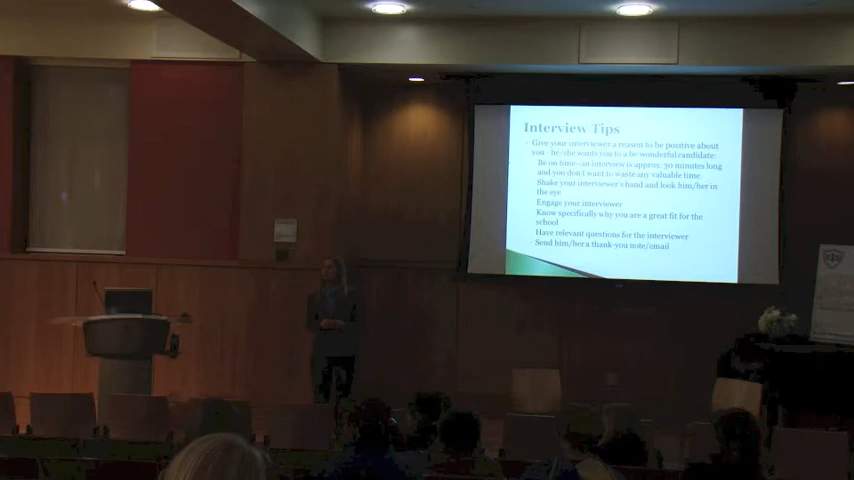 Interview Tips
- Give your interviewer a reason to be positive about
you - he/she wants you to a be wonderful candidate:
Be on time-an interview is approx. 30 minutes long
and you don't want to waste any valuable time
Shake your interviewer's hand and look him/her in
the eye
Engage your interviewer
Know specifically why you are a great fit for the
school
Have relevant questions for the interviewer
Send him/her a thank-you note/email